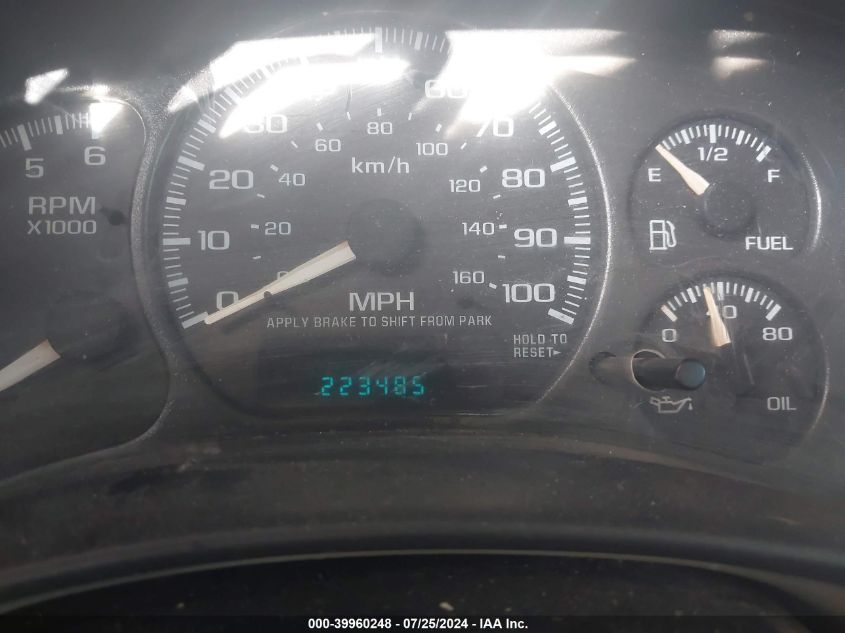 5 6
RPM
X1000
0 10 20 30 60 70 80 90 100
0 20 40 60 80 100 120 140 160
km/h
MPH
APPLY BRAKE TO SHIFT FROM PARK
HOLD TO
RESET
223485
E 1/2 F
FUEL
0 80
OIL
000-39960248 - 07/25/2024 - IAA Inc.